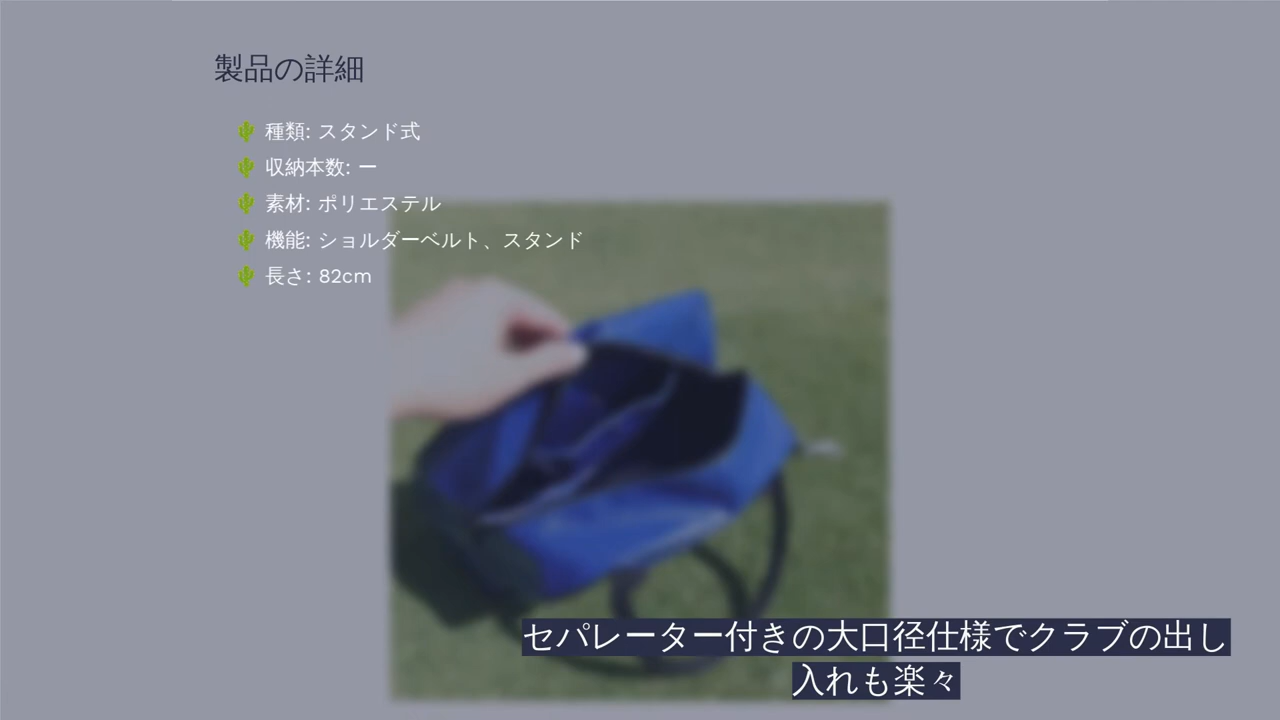 製品の詳細
🌵 種類: スタンド式
🌵 収納本数: ー
🌵 素材: ポリエステル
🌵 機能: ショルダーベルト、スタンド
🌵 長さ: 82cm
セパレーター付きの大口径仕様でクラブの出し
入れも楽々